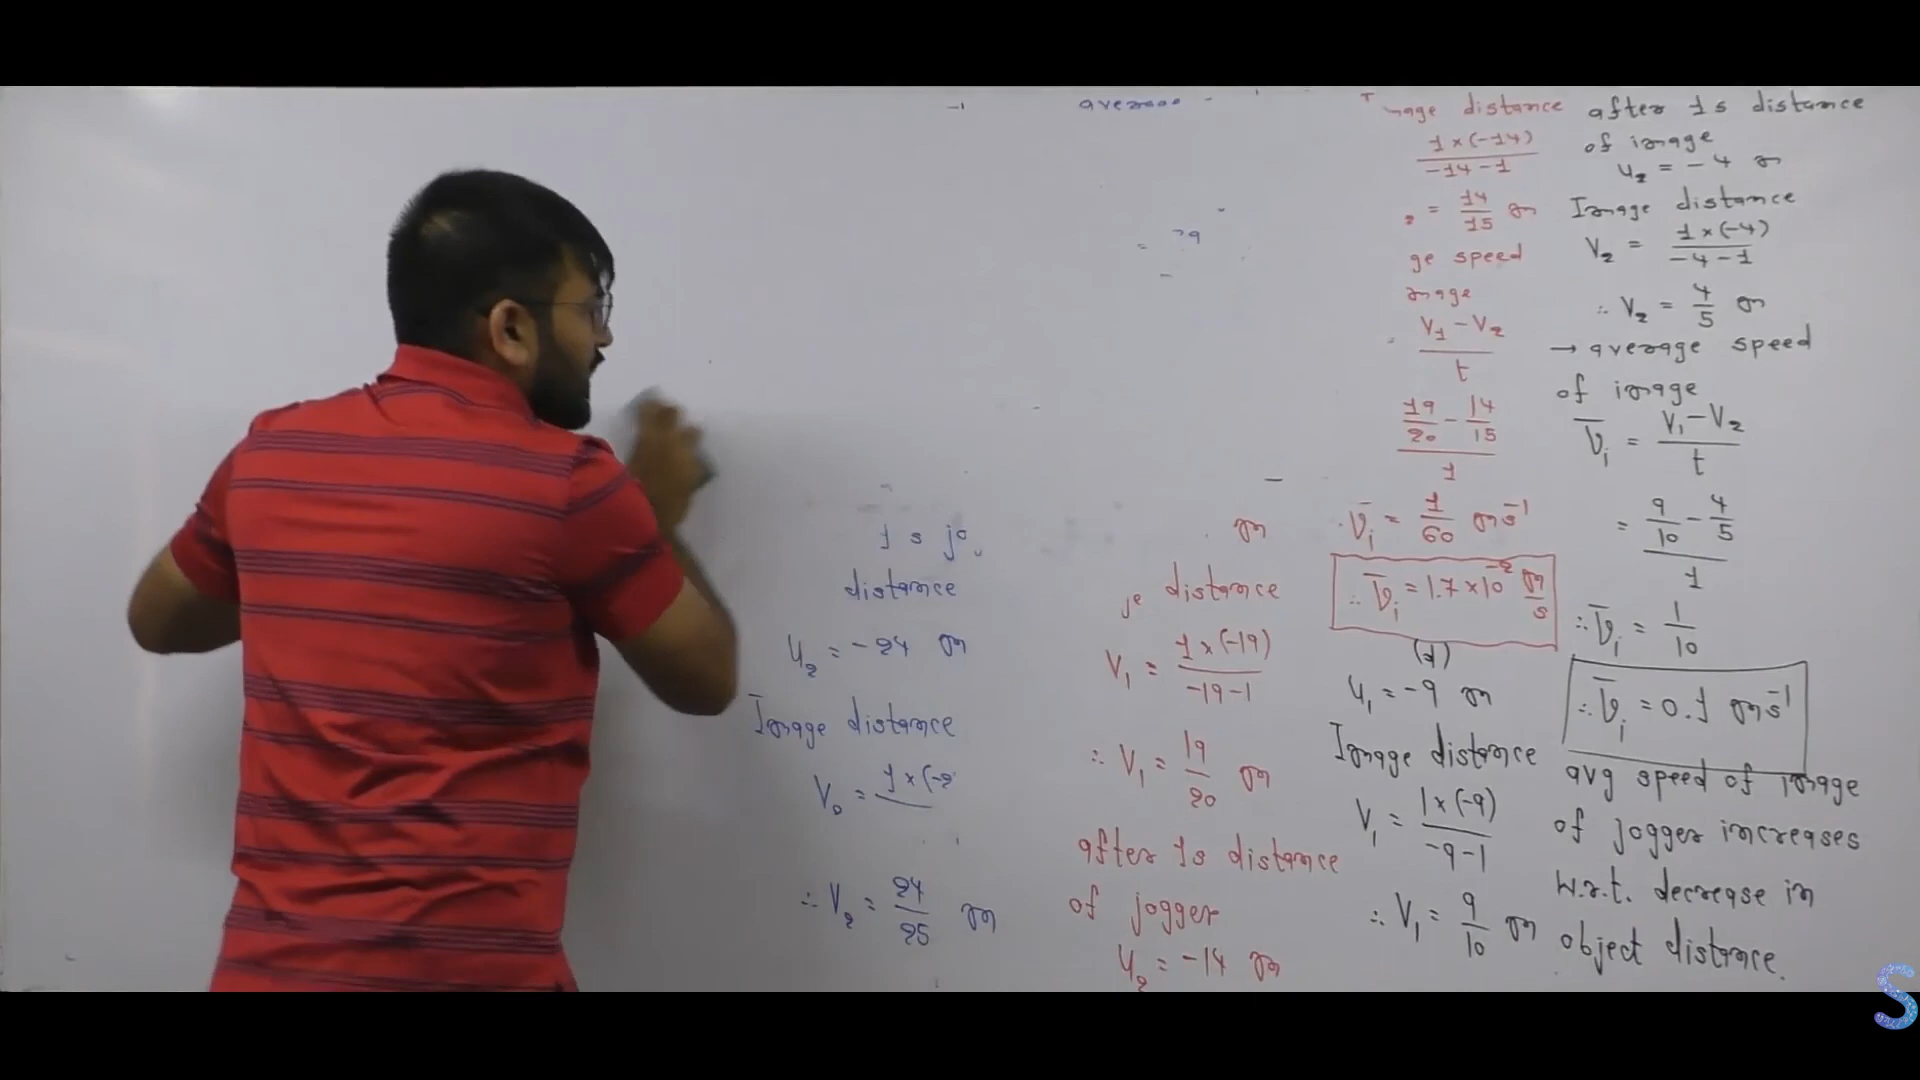 1 s
distance
u₂ = -24 m
Image distance
1 × (-2
∴ V₂ = 24/25 m
m
distance
V₁ = 1 × (-19) / -19-1
∴ V₁ = 19/20 m
after 1s distance
of jogger
u₂ = -14 m
distance
1 × (-14) / -14-1
= 14/15 m
speed
V₁ - V₂ / t
19/20 - 14/15 / 1
v̄ᵢ = 1/60 ms⁻¹
∴ v̄ᵢ = 1.7 × 10⁻² m/s
(d)
u₁ = -9 m
Image distance
V₁ = 1 × (-9) / -9-1
∴ V₁ = 9/10 m
after 1s distance
of image
u₂ = -4 m
Image distance
V₂ = 1 × (-4) / -4-1
∴ V₂ = 4/5 m
→ average speed
of image
v̄ᵢ = V₁ - V₂ / t
= 9/10 - 4/5 / 1
∴ v̄ᵢ = 1/10
∴ v̄ᵢ = 0.1 ms⁻¹
avg speed of image
of jogger increases
w.r.t. decrease in
object distance.
S